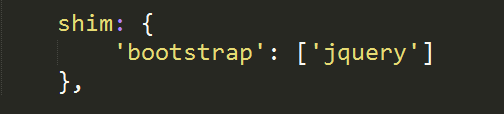 shim: {
'bootstrap': ['jquery']
},